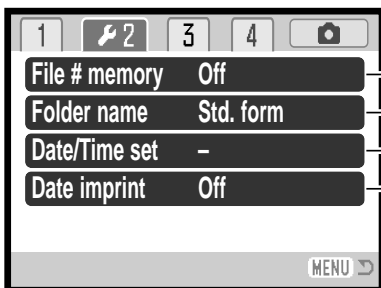 1 2 3 4
File # memory Off
Folder name Std. form
Date/Time set –
Date imprint Off
MENU